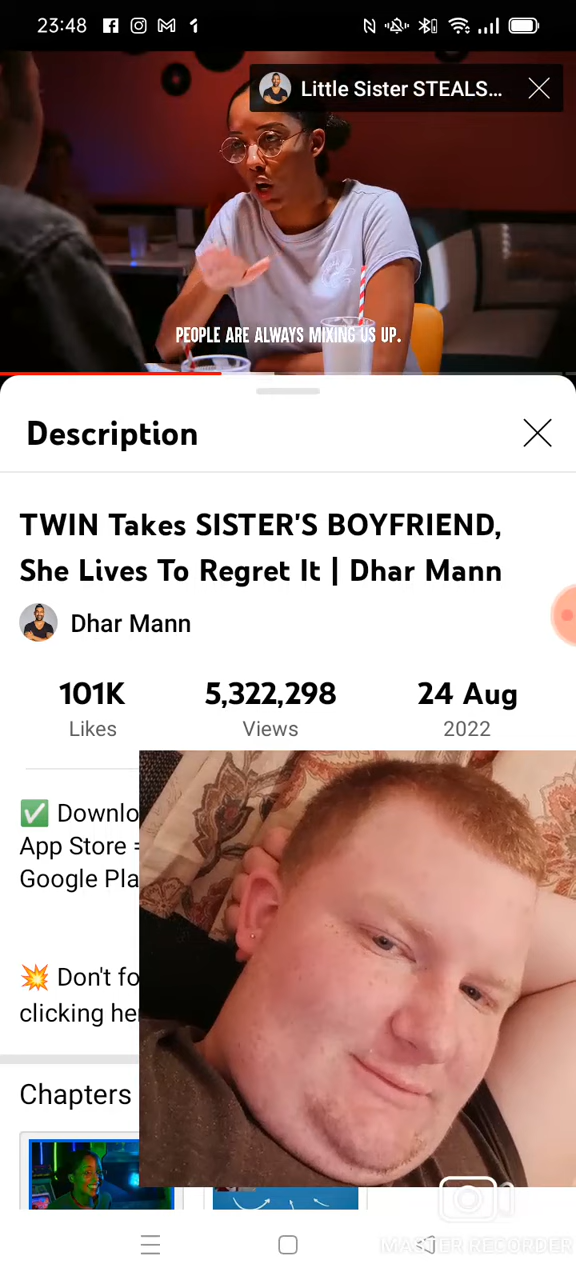 23:48
Little Sister STEALS...
PEOPLE ARE ALWAYS MIXING US UP.
Description
TWIN Takes SISTER'S BOYFRIEND,
She Lives To Regret It | Dhar Mann
Dhar Mann
101K 5,322,298 24 Aug
Likes Views 2022
✅ Downlo
App Store =
Google Pla
💥 Don't fo
clicking he
Chapters
MASTER RECORDER